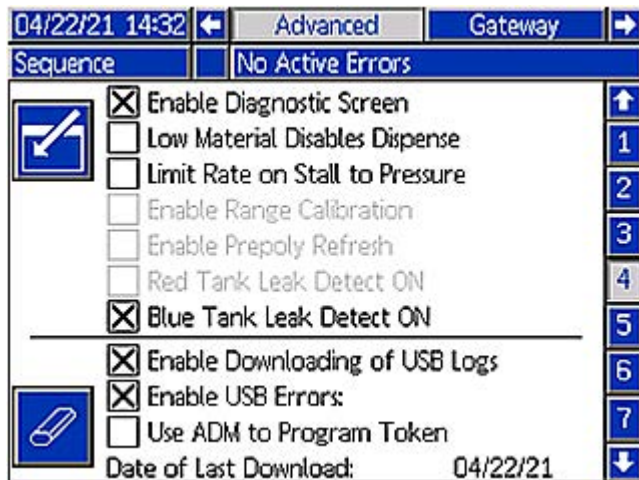 04/22/21 14:32 Advanced Gateway
Sequence No Active Errors
Enable Diagnostic Screen
Low Material Disables Dispense
1
Limit Rate on Stall to Pressure
2
Enable Range Calibration
Enable Prepoly Refresh
3
Red Tank Leak Detect ON
4
Blue Tank Leak Detect ON
5
Enable Downloading of USB Logs
6
Enable USB Errors:
Use ADM to Program Token
7
Date of Last Download: 04/22/21